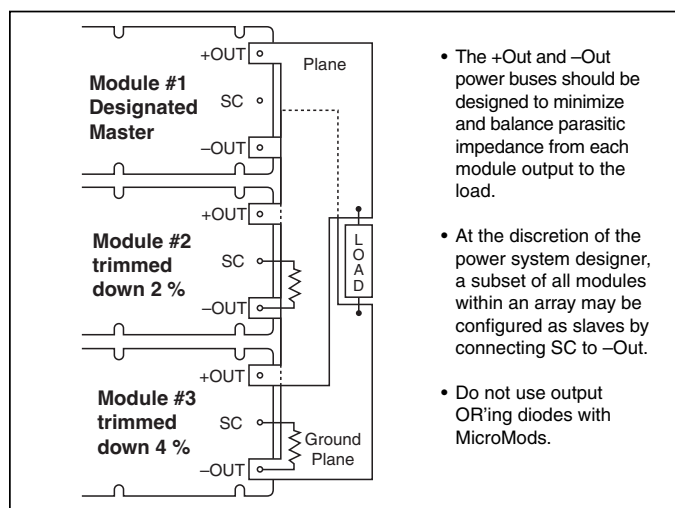 +OUT
Plane
Module #1
Designated
Master
SC
–OUT
+OUT
Module #2
trimmed
down 2 %
SC
–OUT
LOAD
+OUT
Module #3
trimmed
down 4 %
SC
Ground
Plane
–OUT
• The +Out and –Out
power buses should be
designed to minimize
and balance parasitic
impedance from each
module output to the
load.
• At the discretion of the
power system designer,
a subset of all modules
within an array may be
configured as slaves by
connecting SC to –Out.
• Do not use output
OR'ing diodes with
MicroMods.